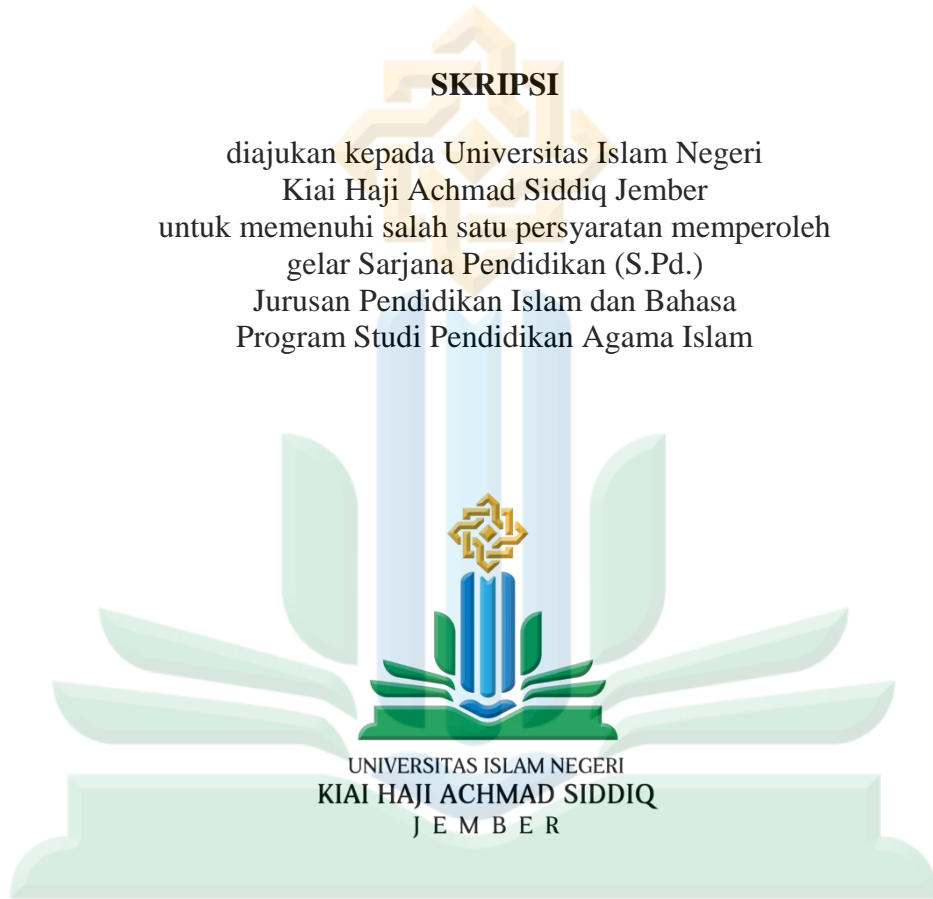 SKRIPSI
diajukan kepada Universitas Islam Negeri
Kiai Haji Achmad Siddiq Jember
untuk memenuhi salah satu persyaratan memperoleh
gelar Sarjana Pendidikan (S.Pd.)
Jurusan Pendidikan Islam dan Bahasa
Program Studi Pendidikan Agama Islam
UNIVERSITAS ISLAM NEGERI
KIAI HAJI ACHMAD SIDDIQ
JEMBER